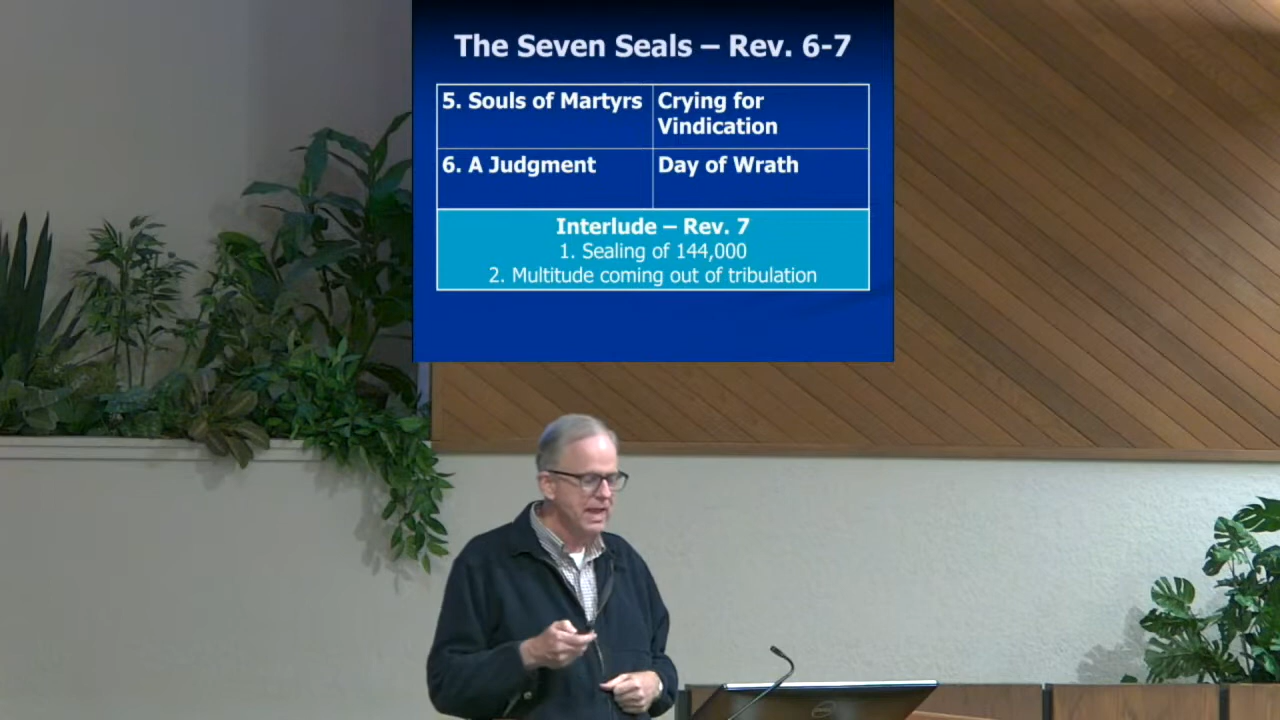 The Seven Seals – Rev. 6-7
5. Souls of Martyrs
Crying for
Vindication
6. A Judgment
Day of Wrath
Interlude – Rev. 7
1. Sealing of 144,000
2. Multitude coming out of tribulation